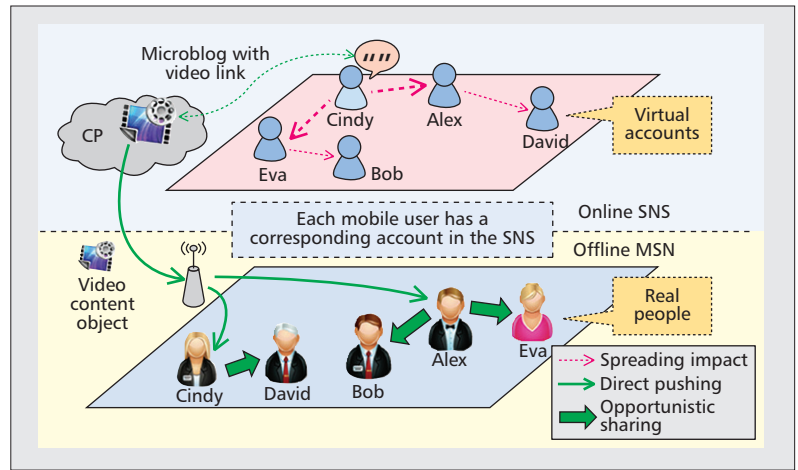 Microblog with
video link
CP
Cindy
Alex
David
Eva
Bob
Virtual
accounts
Each mobile user has a
corresponding account in the SNS
Online SNS
Offline MSN
Video
content
object
Cindy
David
Bob
Alex
Eva
Real
people
Spreading impact
Direct pushing
Opportunistic
sharing